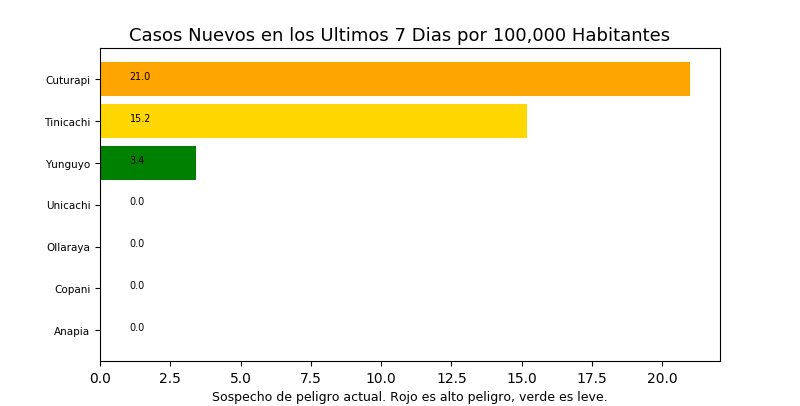 Casos Nuevos en los Ultimos 7 Dias por 100,000 Habitantes
Cuturapi 21.0
Tinicachi 15.2
Yunguyo 3.4
Unicachi 0.0
Ollaraya 0.0
Copani 0.0
Anapia 0.0
0.0 2.5 5.0 7.5 10.0 12.5 15.0 17.5 20.0
Sospecho de peligro actual. Rojo es alto peligro, verde es leve.